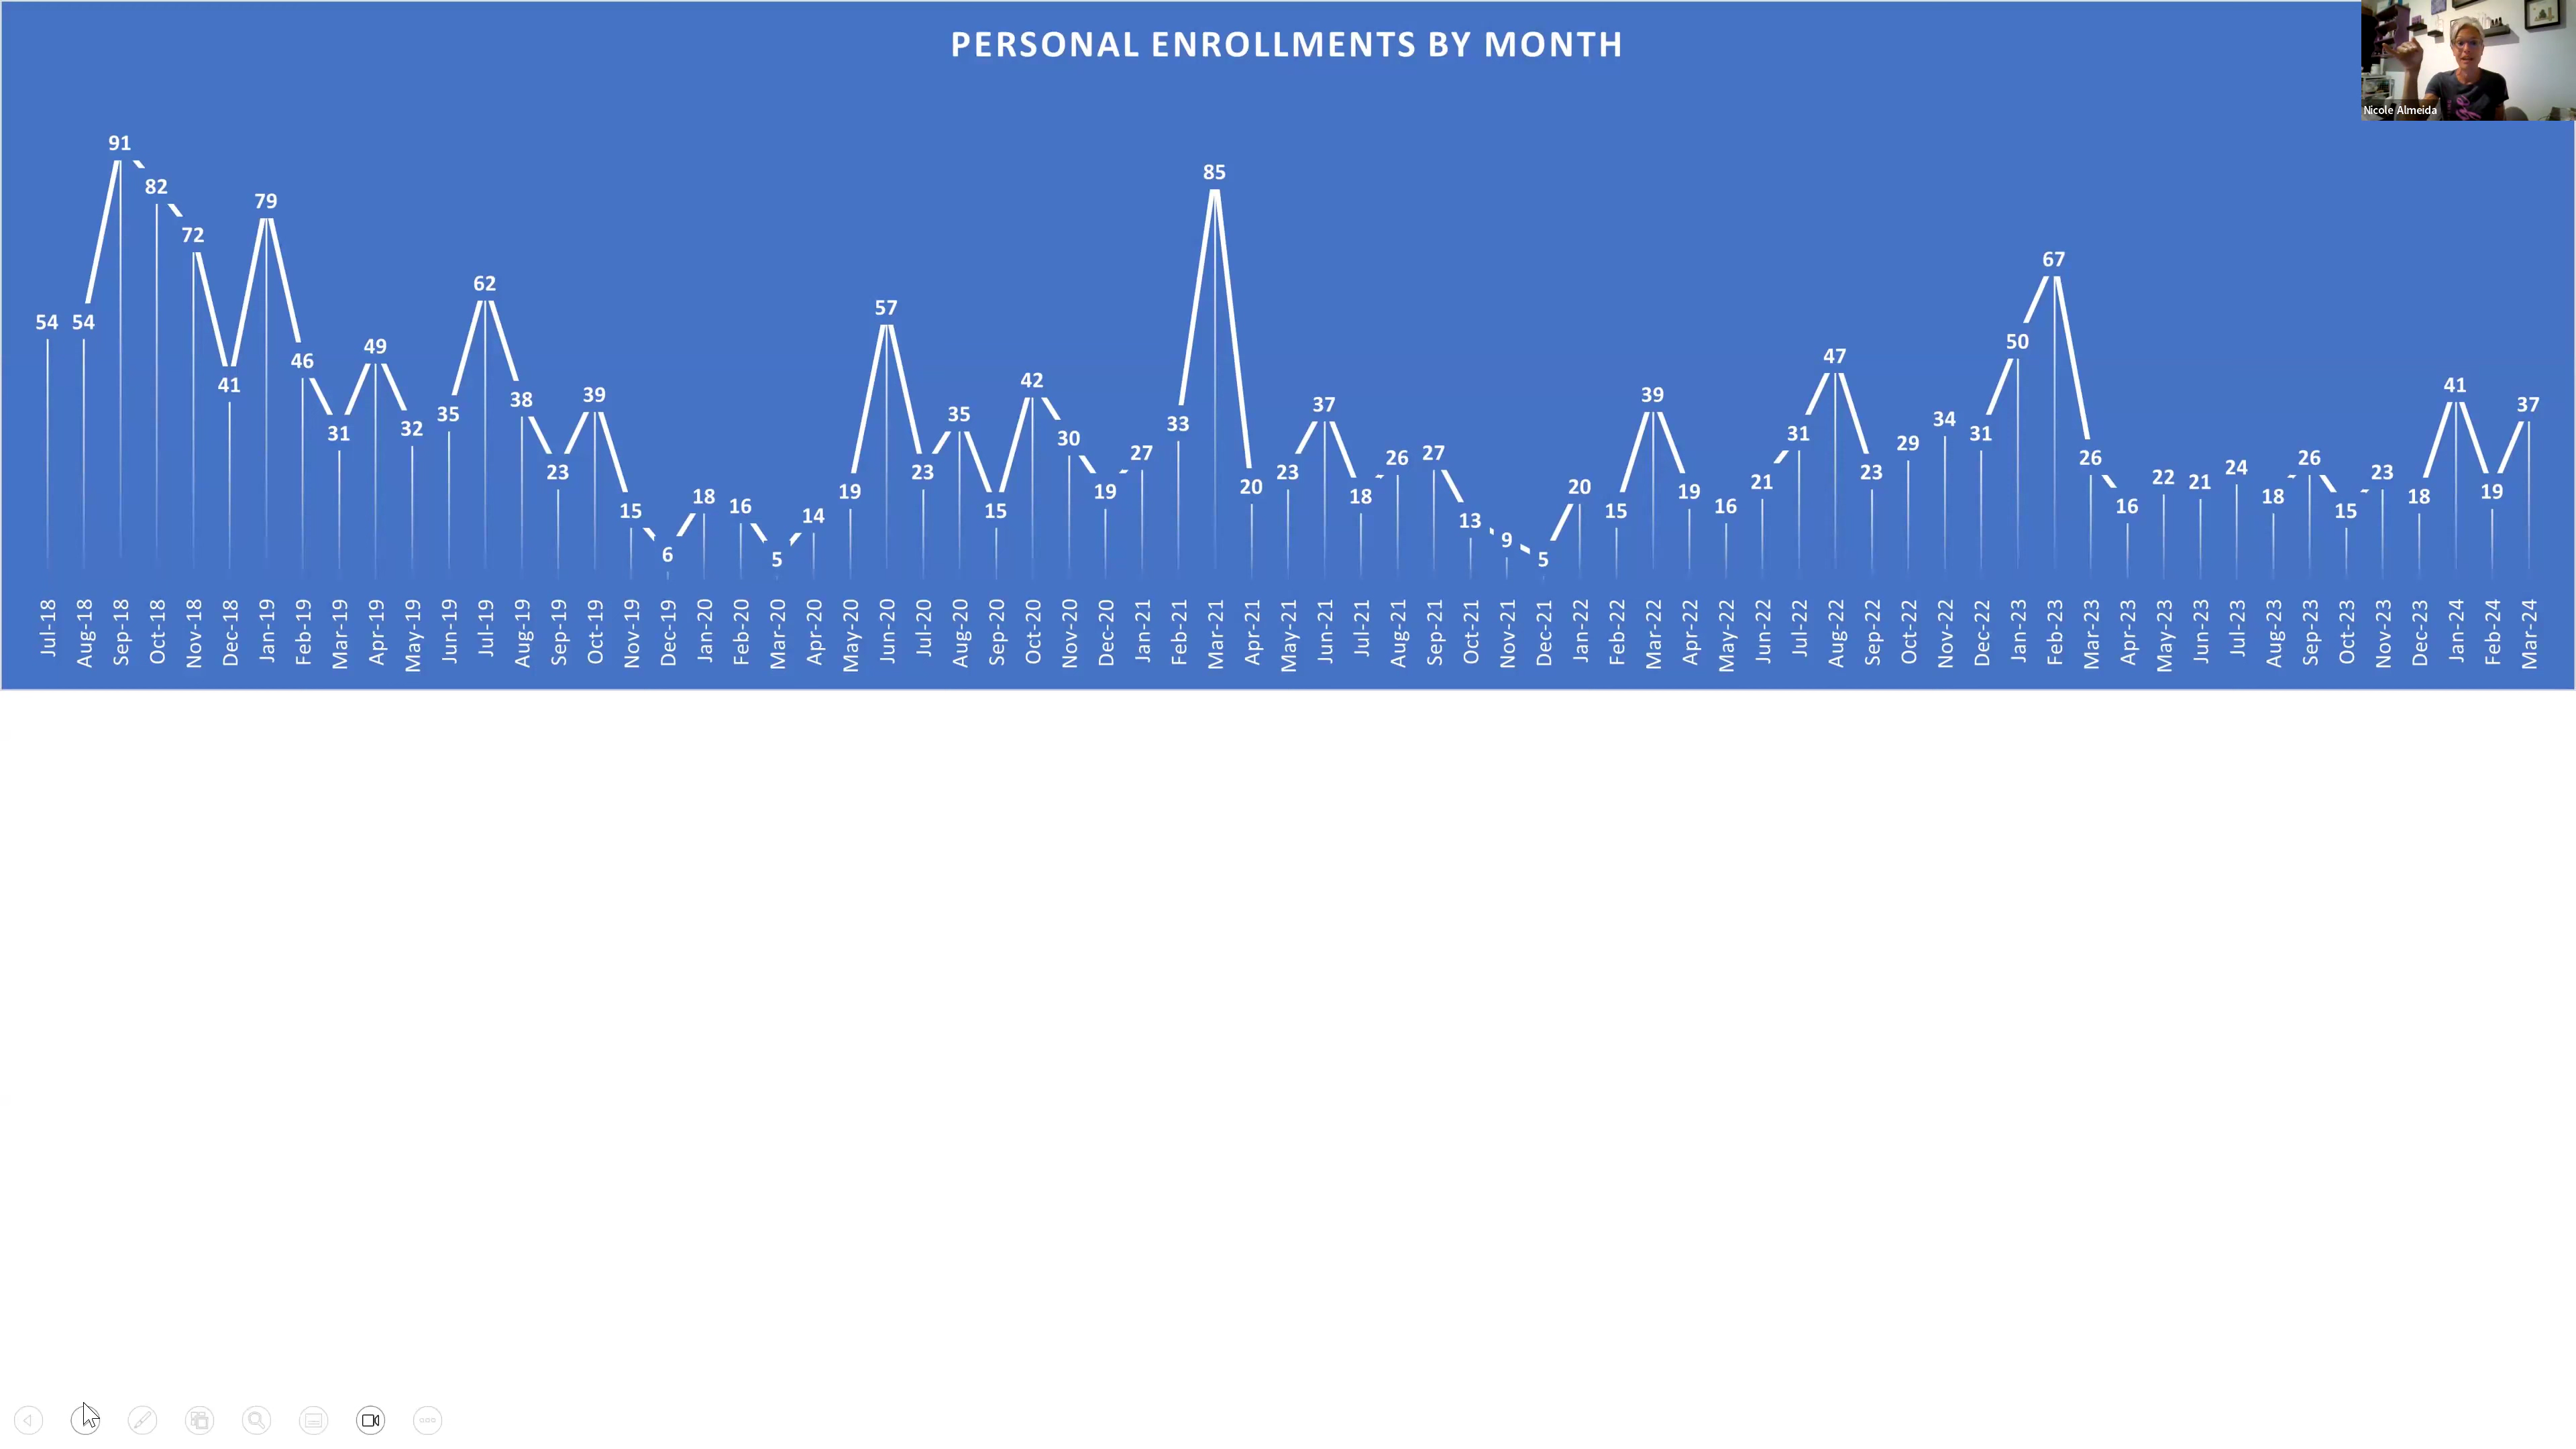 PERSONAL ENROLLMENTS BY MONTH
Nicole Almeida
54 54 91 82 72 41 79 46 31 49 32 35 62 38 23 39 15 6 18 16 5 14 19 57 23 35 15 42 30 19 27 33 85 20 23 37 18 26 27 13 9 5 20 15 39 19 16 21 31 47 23 29 34 31 50 67 26 16 22 21 24 18 26 15 23 18 41 19 37
Jul-18 Aug-18 Sep-18 Oct-18 Nov-18 Dec-18 Jan-19 Feb-19 Mar-19 Apr-19 May-19 Jun-19 Jul-19 Aug-19 Sep-19 Oct-19 Nov-19 Dec-19 Jan-20 Feb-20 Mar-20 Apr-20 May-20 Jun-20 Jul-20 Aug-20 Sep-20 Oct-20 Nov-20 Dec-20 Jan-21 Feb-21 Mar-21 Apr-21 May-21 Jun-21 Jul-21 Aug-21 Sep-21 Oct-21 Nov-21 Dec-21 Jan-22 Feb-22 Mar-22 Apr-22 May-22 Jun-22 Jul-22 Aug-22 Sep-22 Oct-22 Nov-22 Dec-22 Jan-23 Feb-23 Mar-23 Apr-23 May-23 Jun-23 Jul-23 Aug-23 Sep-23 Oct-23 Nov-23 Dec-23 Jan-24 Feb-24 Mar-24